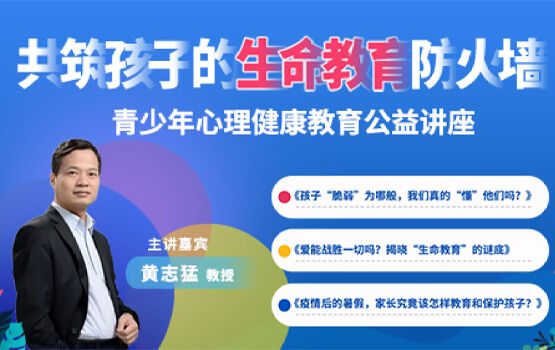 共筑孩子的生命教育防火墙
青少年心理健康教育公益讲座
主讲嘉宾
黄志猛 教授
《孩子“脆弱”为哪般，我们真的“懂”他们吗？》
《爱能战胜一切吗？揭晓“生命教育”的谜底》
《疫情后的暑假，家长究竟该怎样教育和保护孩子？》